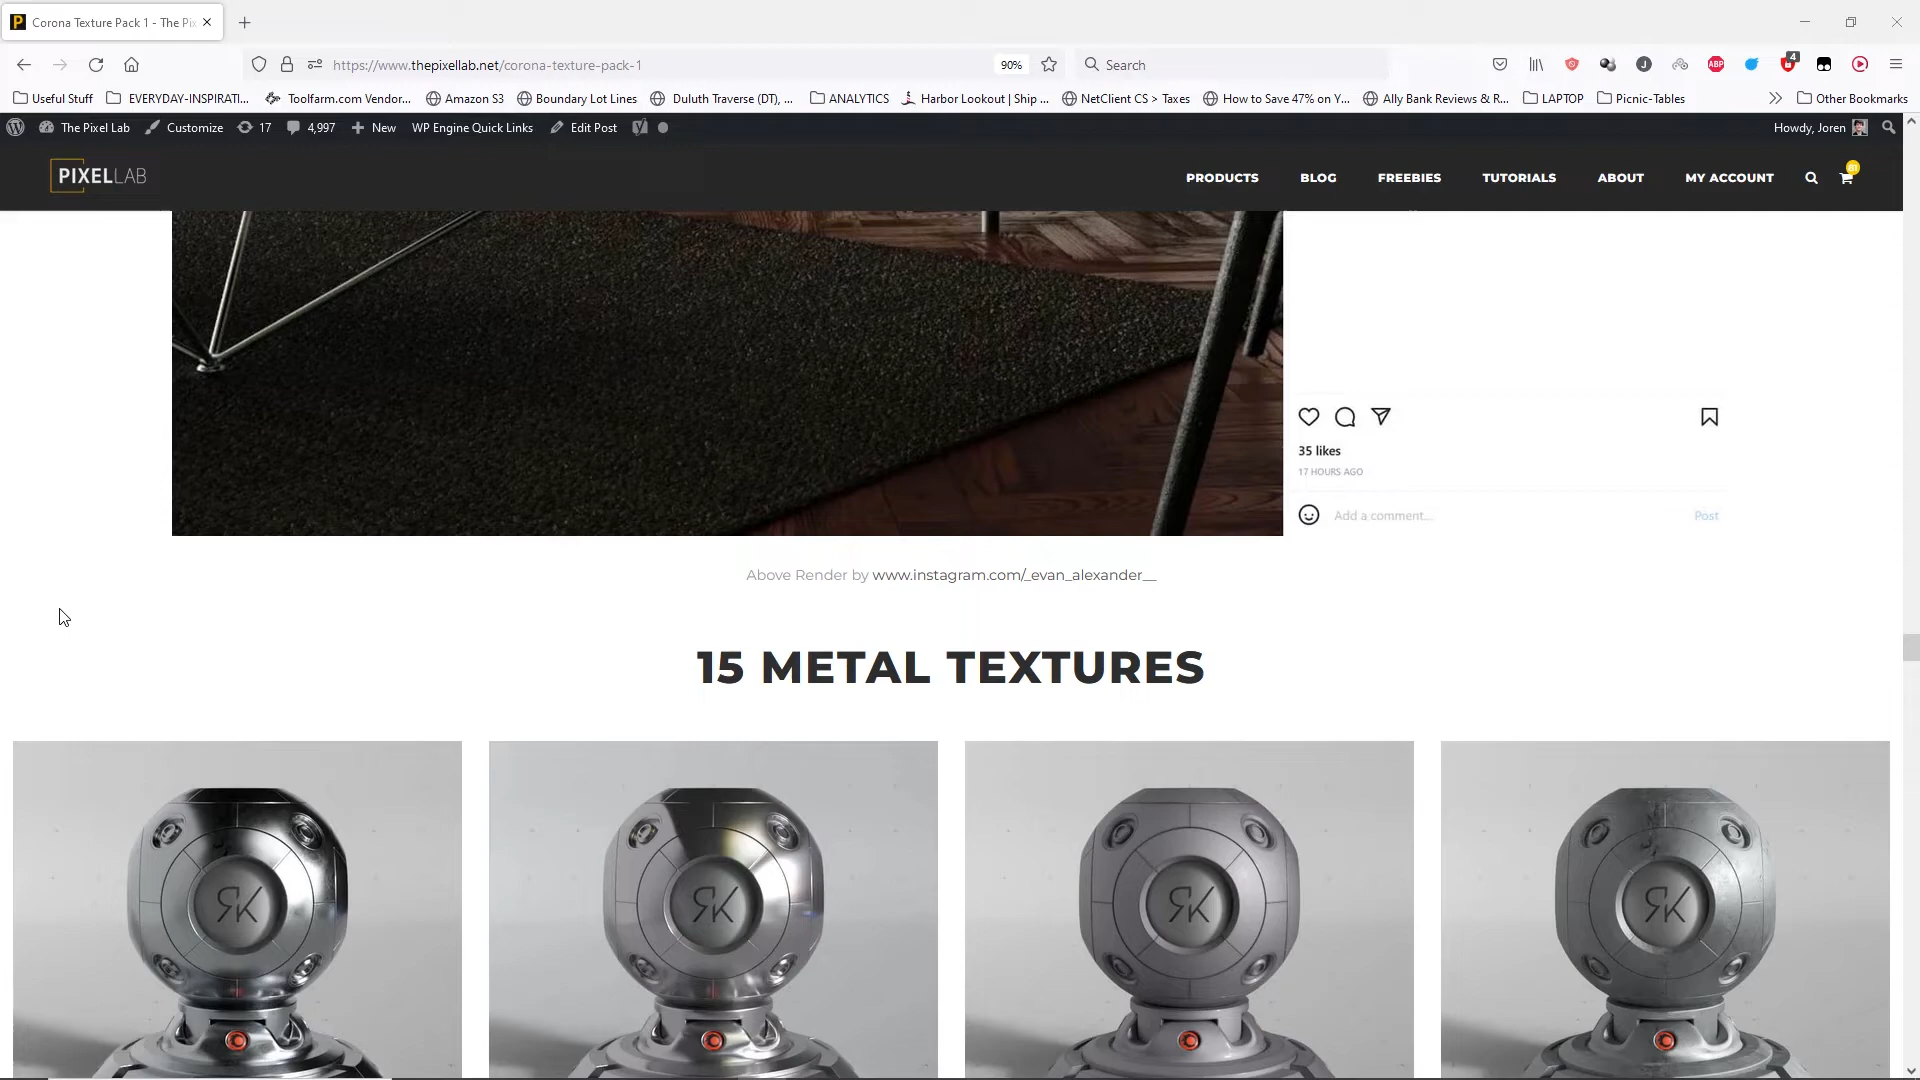 Corona Texture Pack 1 - The Pix
https://www.thepixellab.net/corona-texture-pack-1
90%
Search
4
ABP
J
Useful Stuff
EVERYDAY-INSPIRATI...
Toolfarm.com Vendor...
Amazon S3
Boundary Lot Lines
Duluth Traverse (DT), ...
ANALYTICS
Harbor Lookout | Ship ...
NetClient CS > Taxes
How to Save 47% on Y...
Ally Bank Reviews & R...
LAPTOP
Picnic-Tables
Other Bookmarks
The Pixel Lab
Customize
17
4,997
New
WP Engine Quick Links
Edit Post
Howdy, Joren
PIXELLAB
PRODUCTS
BLOG
FREEBIES
TUTORIALS
ABOUT
MY ACCOUNT
35 likes
17 HOURS AGO
Add a comment...
Post
Above Render by www.instagram.com/_evan_alexander__
15 METAL TEXTURES